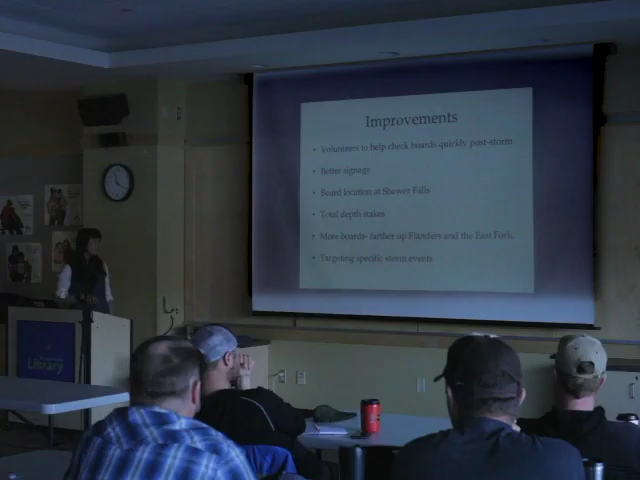 Improvements
• Volunteers to help check boards quickly post-storm
• Better signage
• Board location at Shower Falls
• Total depth stakes
• More boards- farther up Flanders and the East Fork.
• Targeting specific storm events
Library